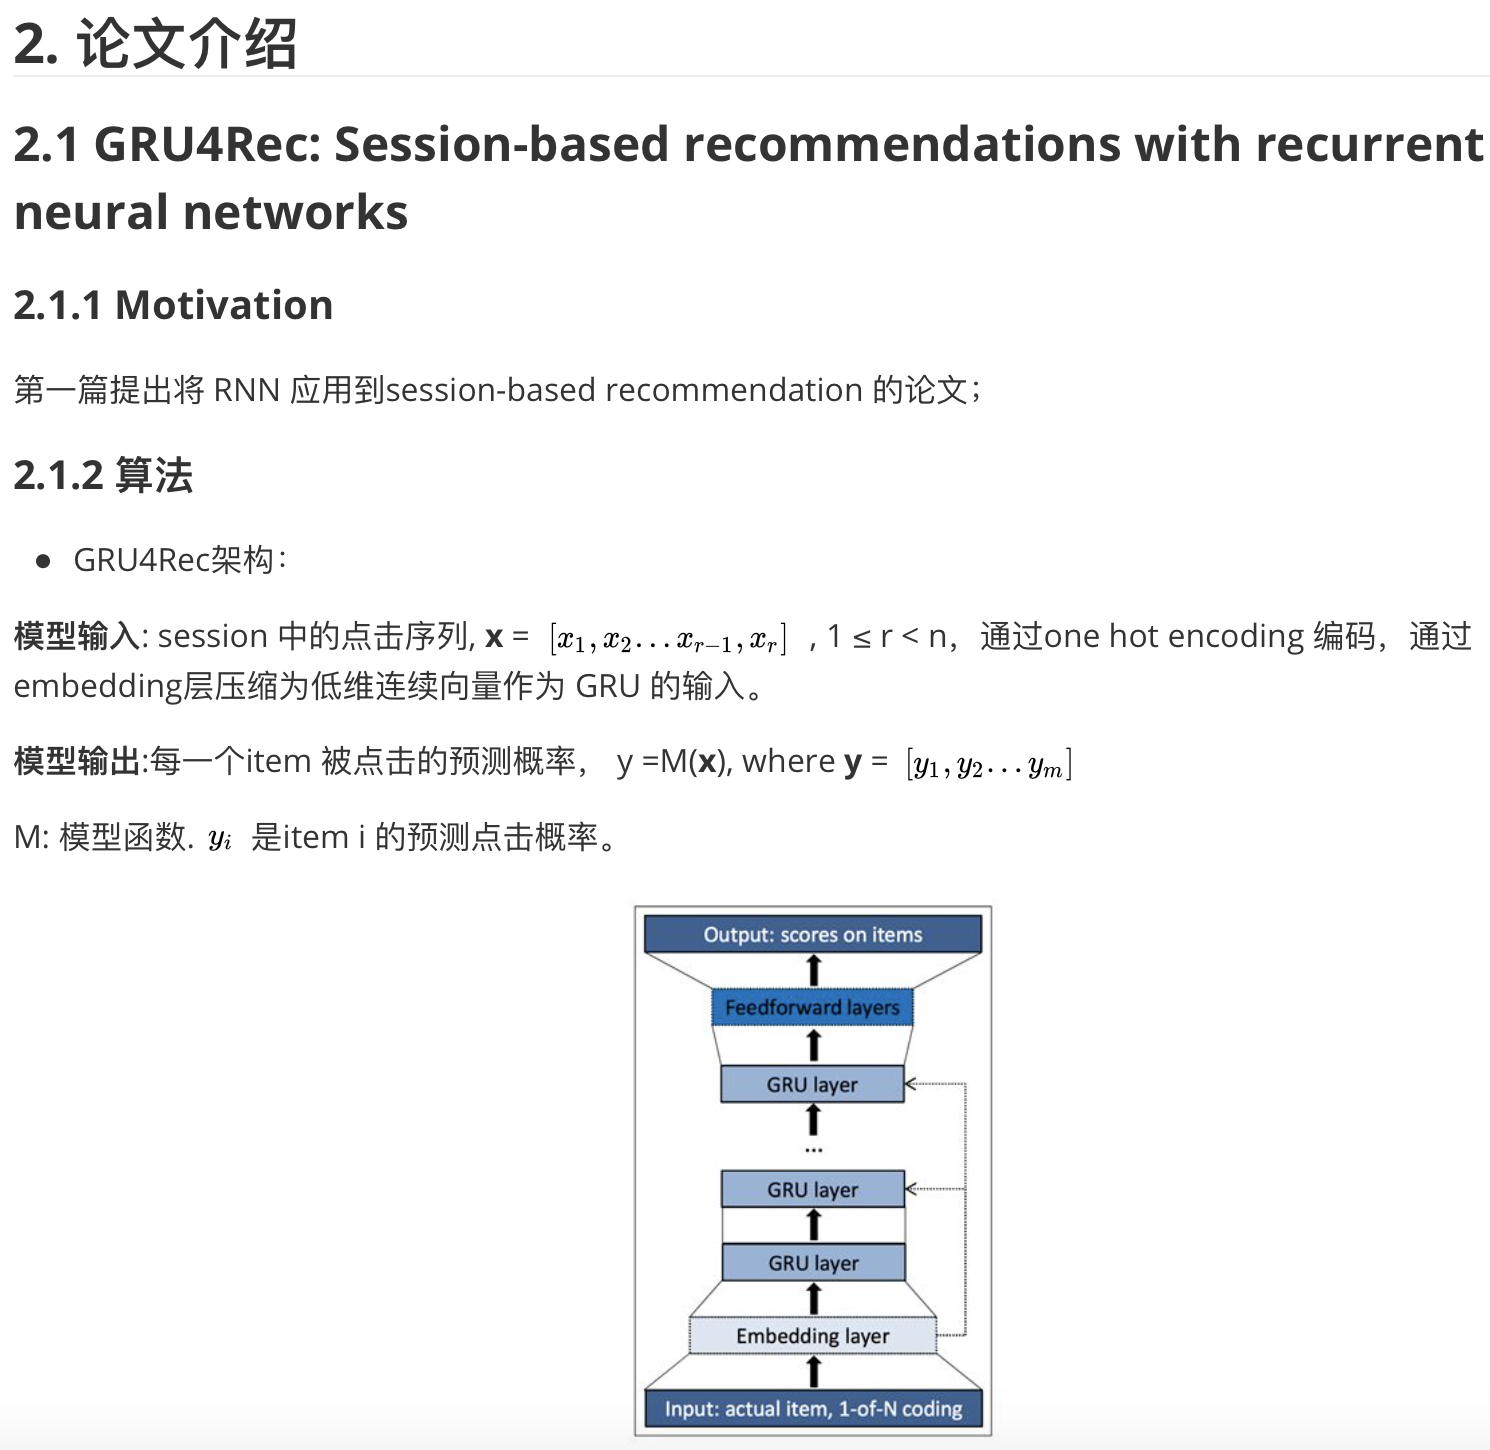 2. 论文介绍
2.1 GRU4Rec: Session-based recommendations with recurrent
neural networks
2.1.1 Motivation
第一篇提出将 RNN 应用到session-based recommendation 的论文；
2.1.2 算法
● GRU4Rec架构：
模型输入: session 中的点击序列, x = [x₁, x₂ … xᵣ₋₁, xᵣ] , 1 ≤ r < n，通过one hot encoding 编码，通过
embedding层压缩为低维连续向量作为 GRU 的输入。
模型输出:每一个item 被点击的预测概率， y =M(x), where y = [y₁, y₂ … yₘ]
M: 模型函数. yᵢ 是item i 的预测点击概率。
Output: scores on items
Feedforward layers
GRU layer
...
GRU layer
GRU layer
Embedding layer
Input: actual item, 1-of-N coding